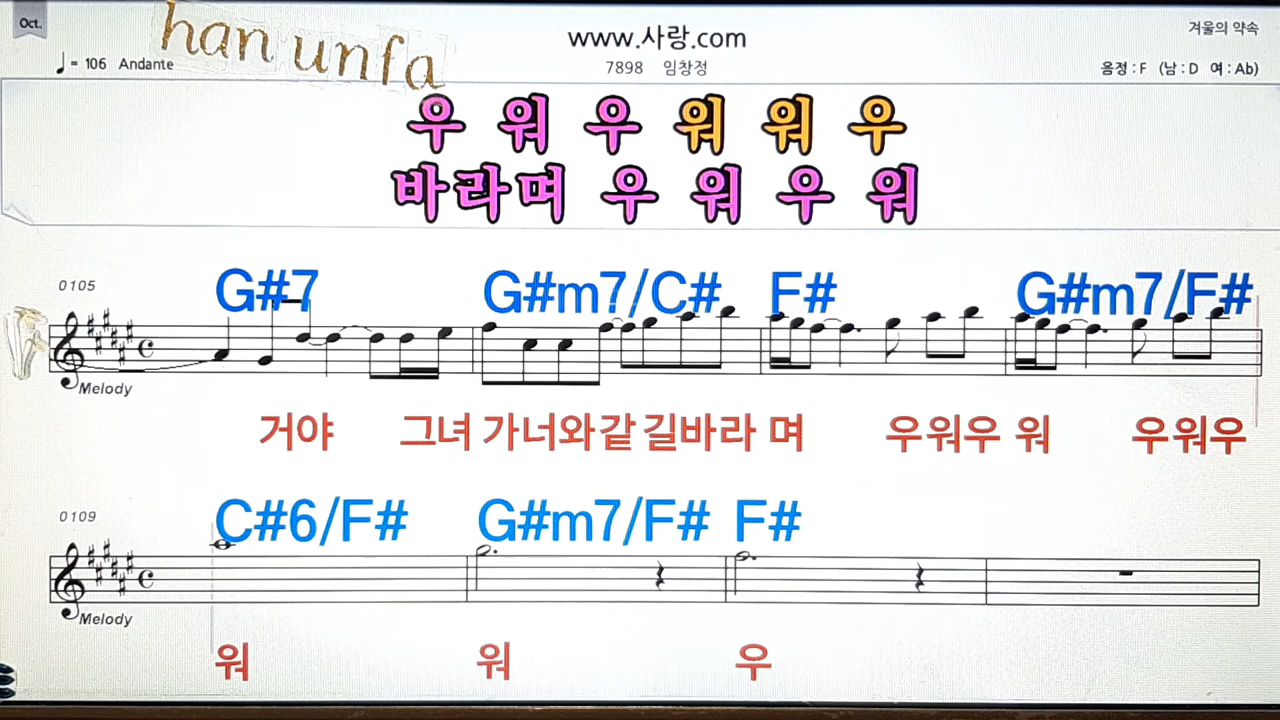 Oct.
han unfa
♩= 106 Andante
www.사랑.com
7898 임창정
겨울의 약속
음정 : F (남 : D 여 : Ab)
우 워 우 워 워 우
바라며 우 워 우 워
0105
G#7 G#m7/C# F# G#m7/F#
Melody
거야 그녀 가너와같 길바라 며 우워우 워 우워우
0109
C#6/F# G#m7/F# F#
Melody
워 워 우